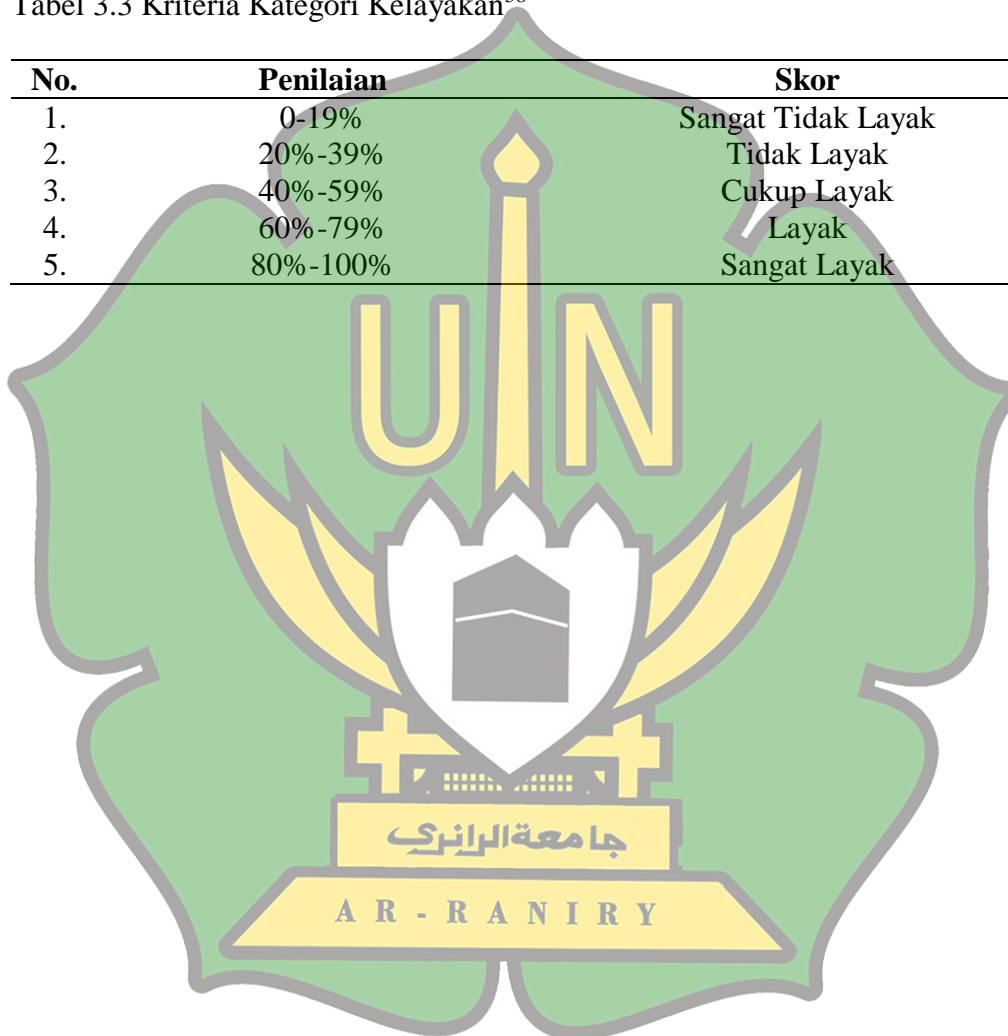 Tabel 3.3 Kriteria Kategori Kelayakan
No. Penilaian Skor
1. 0-19% Sangat Tidak Layak
2. 20%-39% Tidak Layak
3. 40%-59% Cukup Layak
4. 60%-79% Layak
5. 80%-100% Sangat Layak
UIN
جامعة الرانري
AR-RANIRY